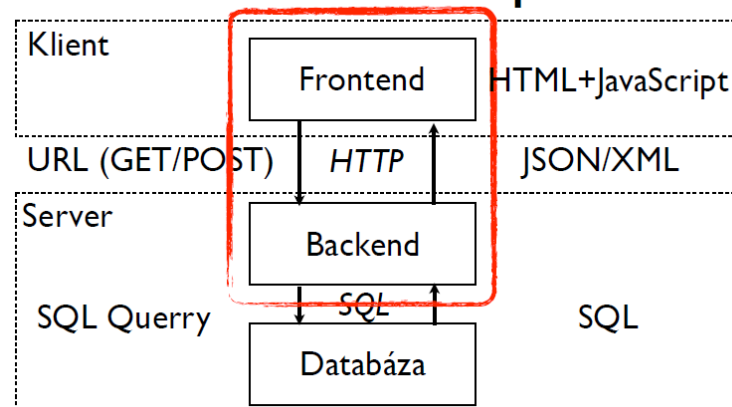 Klient
Frontend
HTML+JavaScript
URL (GET/POST)
HTTP
JSON/XML
Server
Backend
SQL Querry
SQL
SQL
Databáza